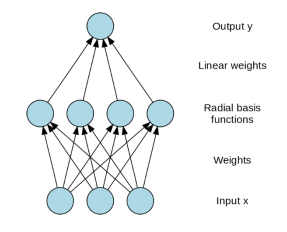 Output y
Linear weights
Radial basis
functions
Weights
Input x